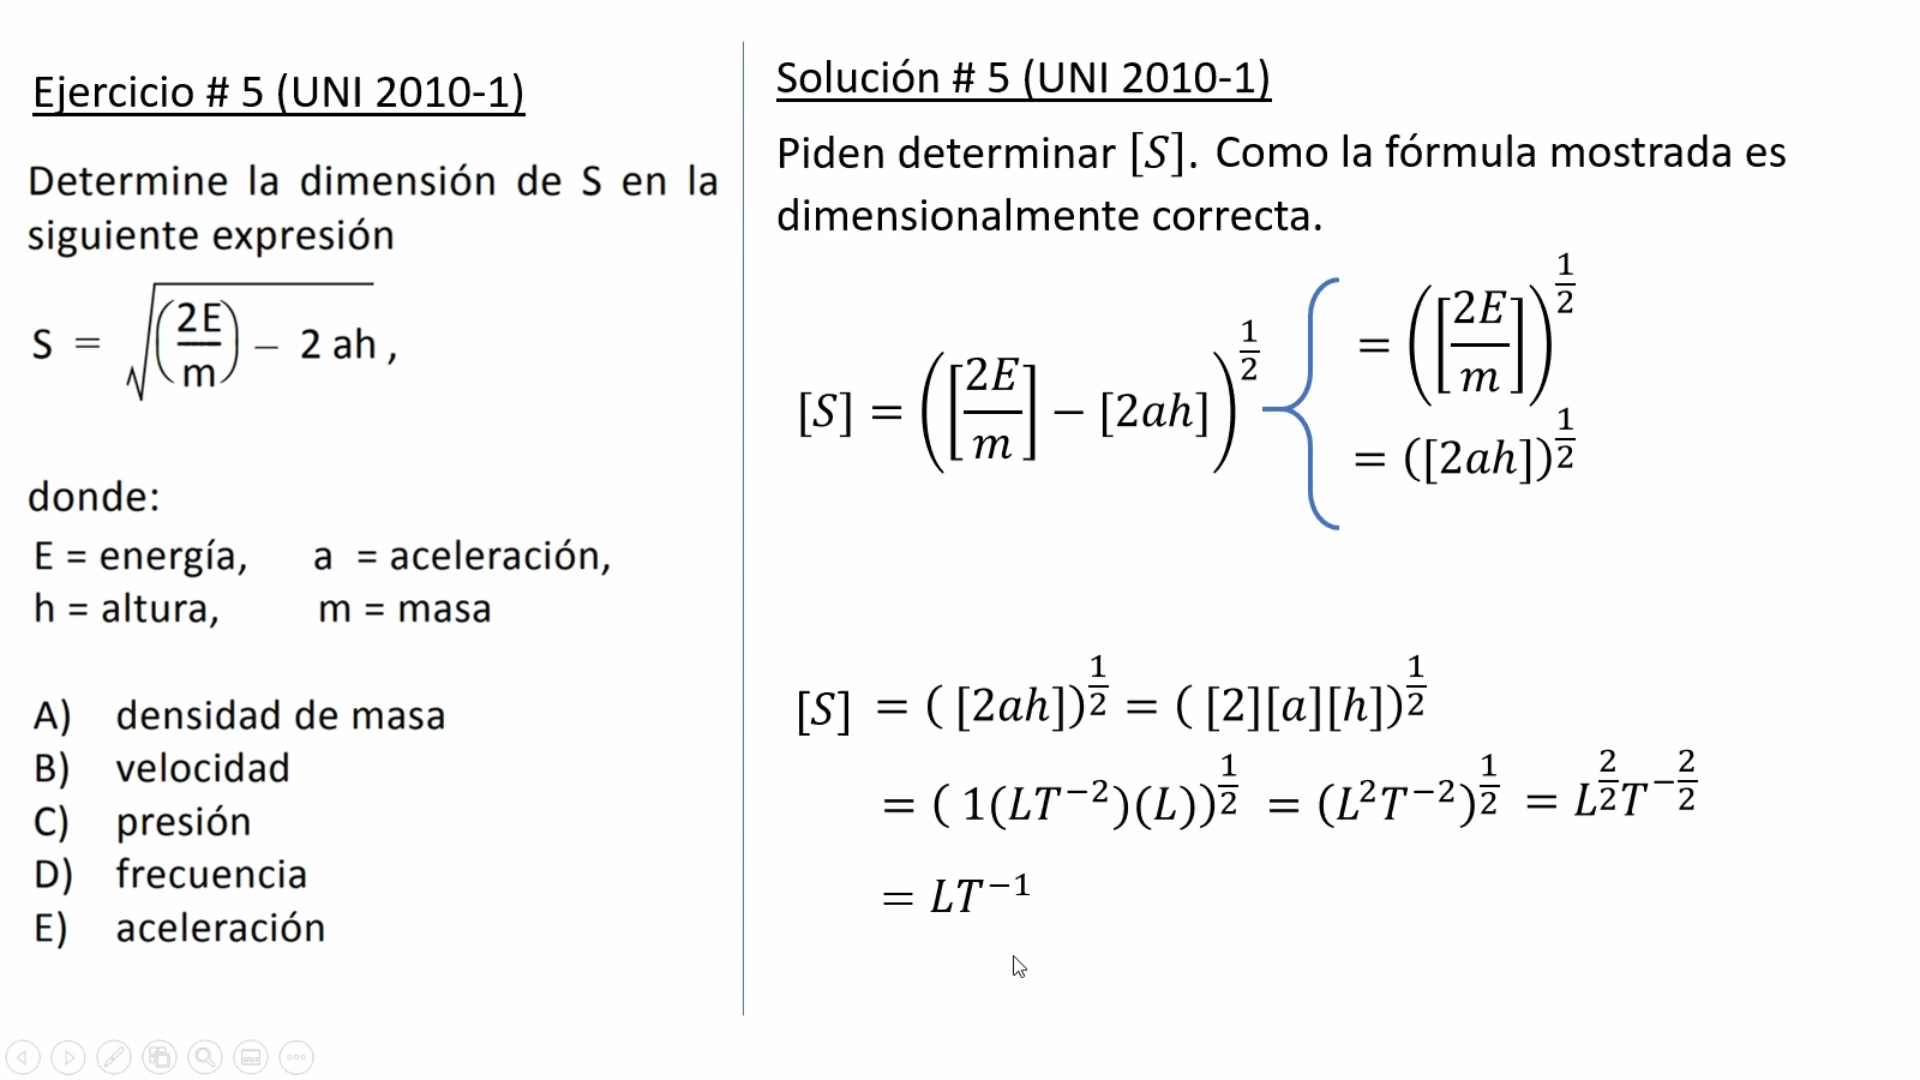 Ejercicio # 5 (UNI 2010-1)
Determine la dimensión de S en la
siguiente expresión
S = √((2E/m) – 2 ah ,
donde:
E = energía, a = aceleración,
h = altura, m = masa
A) densidad de masa
B) velocidad
C) presión
D) frecuencia
E) aceleración
Solución # 5 (UNI 2010-1)
Piden determinar [S]. Como la fórmula mostrada es
dimensionalmente correcta.
[S] = ([2E/m] − [2ah])^(1/2)
= ([2E/m])^(1/2)
= ([2ah])^(1/2)
[S] = ( [2ah])^(1/2) = ( [2][a][h])^(1/2)
= ( 1(LT⁻²)(L))^(1/2) = (L²T⁻²)^(1/2) = L^(2/2)T^(−2/2)
= LT⁻¹